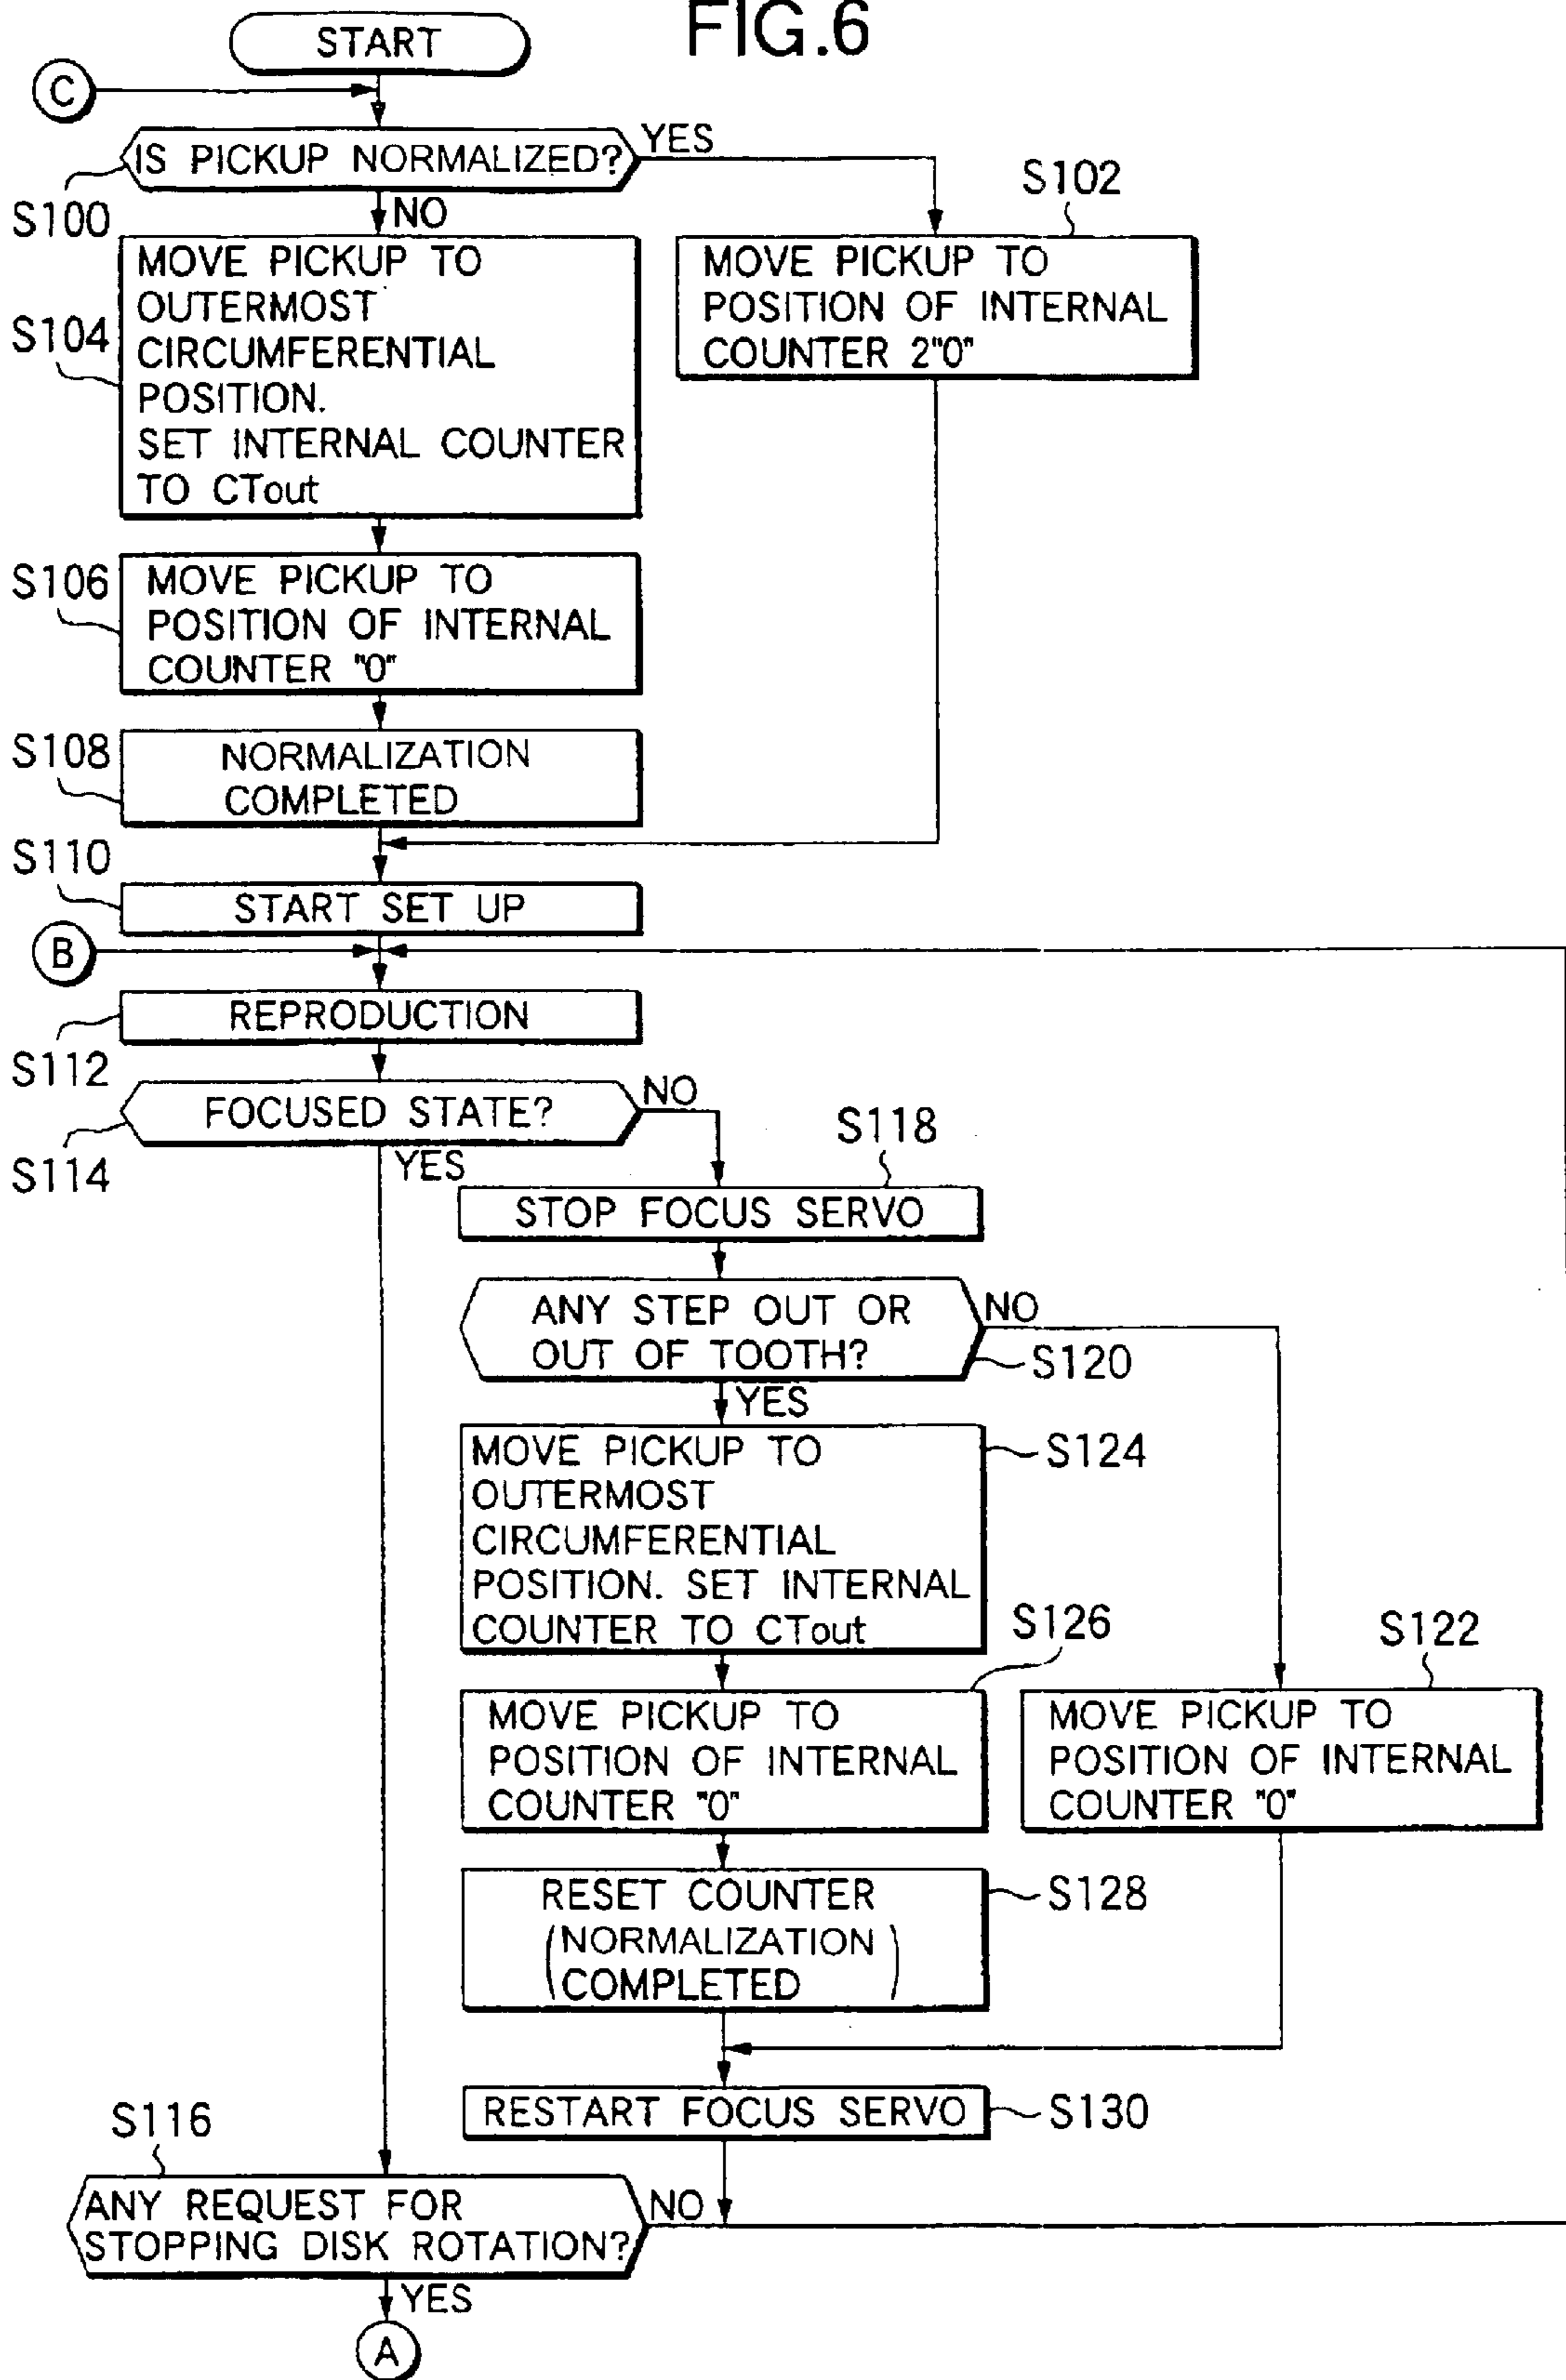 FIG.6
START
C
IS PICKUP NORMALIZED?
YES
S100
NO
S102
MOVE PICKUP TO
OUTERMOST
CIRCUMFERENTIAL
POSITION.
SET INTERNAL COUNTER
TO CTout
S104
MOVE PICKUP TO
POSITION OF INTERNAL
COUNTER 2"0"
S106
MOVE PICKUP TO
POSITION OF INTERNAL
COUNTER "0"
S108
NORMALIZATION
COMPLETED
S110
START SET UP
B
REPRODUCTION
S112
FOCUSED STATE?
NO
S114
YES
S118
STOP FOCUS SERVO
ANY STEP OUT OR
OUT OF TOOTH?
NO
S120
YES
MOVE PICKUP TO
OUTERMOST
CIRCUMFERENTIAL
POSITION. SET INTERNAL
COUNTER TO CTout
S124
S126
S122
MOVE PICKUP TO
POSITION OF INTERNAL
COUNTER "0"
MOVE PICKUP TO
POSITION OF INTERNAL
COUNTER "0"
RESET COUNTER
(NORMALIZATION
COMPLETED)
S128
RESTART FOCUS SERVO
S130
S116
ANY REQUEST FOR
STOPPING DISK ROTATION?
NO
YES
A